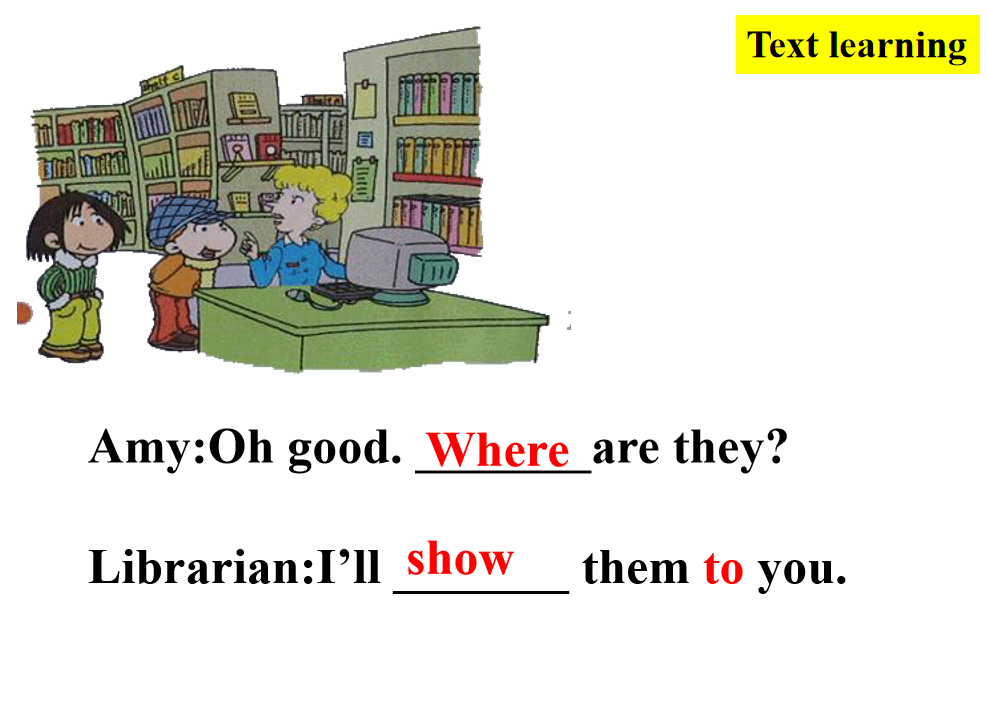 Text learning
Amy:Oh good. Where are they?
Librarian:I’ll show them to you.